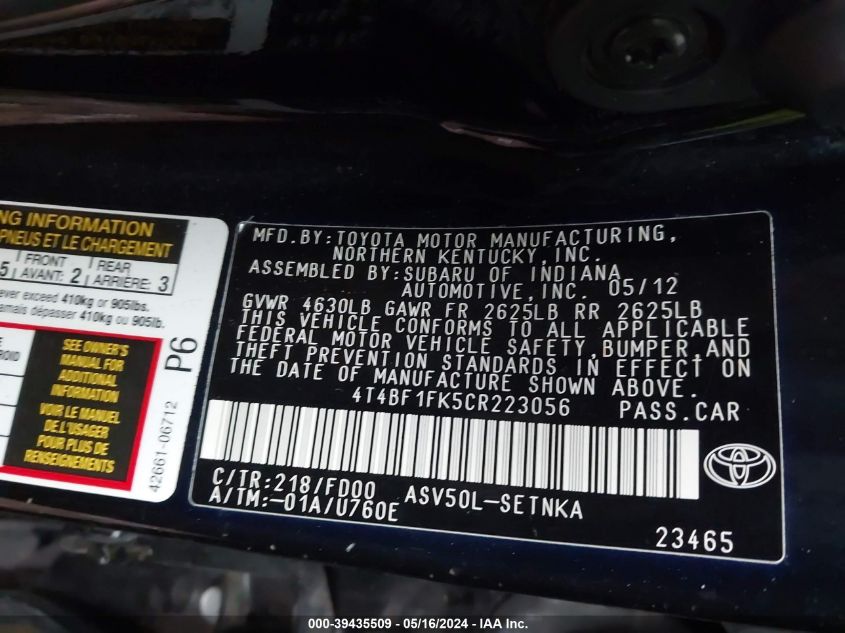 NG INFORMATION
PNEUS ET LE CHARGEMENT
5 FRONT AVANT: 2 REAR ARRIÈRE: 3
ever exceed 410kg or 905lbs.
amais dépasser 410kg ou 905lb.
SEE OWNER'S
MANUAL FOR
ADDITIONAL
INFORMATION
VOIR LE MANUEL
DE L'USAGER
POUR PLUS DE
RENSEIGNEMENTS
P6
42661-06712
MFD.BY:TOYOTA MOTOR MANUFACTURING,
NORTHERN KENTUCKY,INC.
ASSEMBLED BY:SUBARU OF INDIANA
AUTOMOTIVE,INC. 05/12
GVWR 4630LB GAWR FR 2625LB RR 2625LB
THIS VEHICLE CONFORMS TO ALL APPLICABLE
FEDERAL MOTOR VEHICLE SAFETY,BUMPER,AND
THEFT PREVENTION STANDARDS IN EFFECT ON
THE DATE OF MANUFACTURE SHOWN ABOVE.
4T4BF1FK5CR223056 PASS.CAR
C/TR:218/FD00 ASV50L-SETNKA
A/TM:-01A/U760E
23465
000-39435509 - 05/16/2024 - IAA Inc.